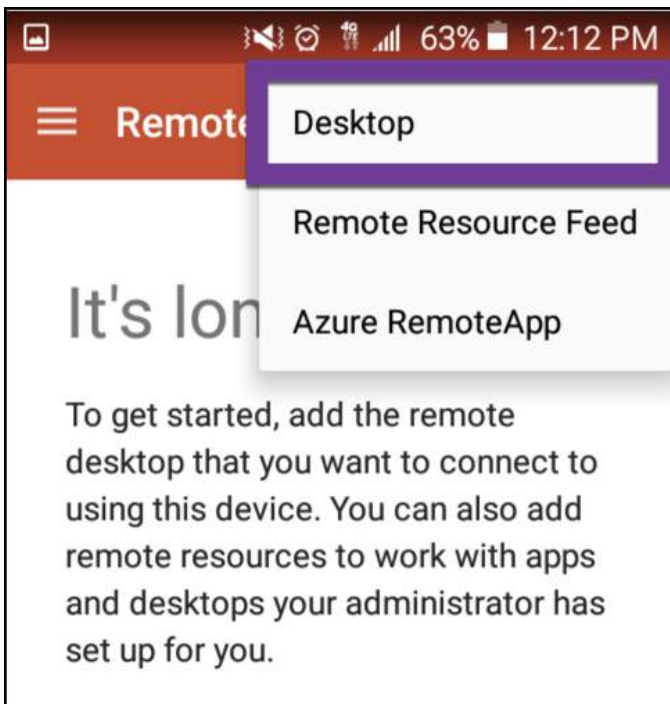 4G LTE 63% 12:12 PM
Remote
Desktop
Remote Resource Feed
Azure RemoteApp
It's lon
To get started, add the remote
desktop that you want to connect to
using this device. You can also add
remote resources to work with apps
and desktops your administrator has
set up for you.